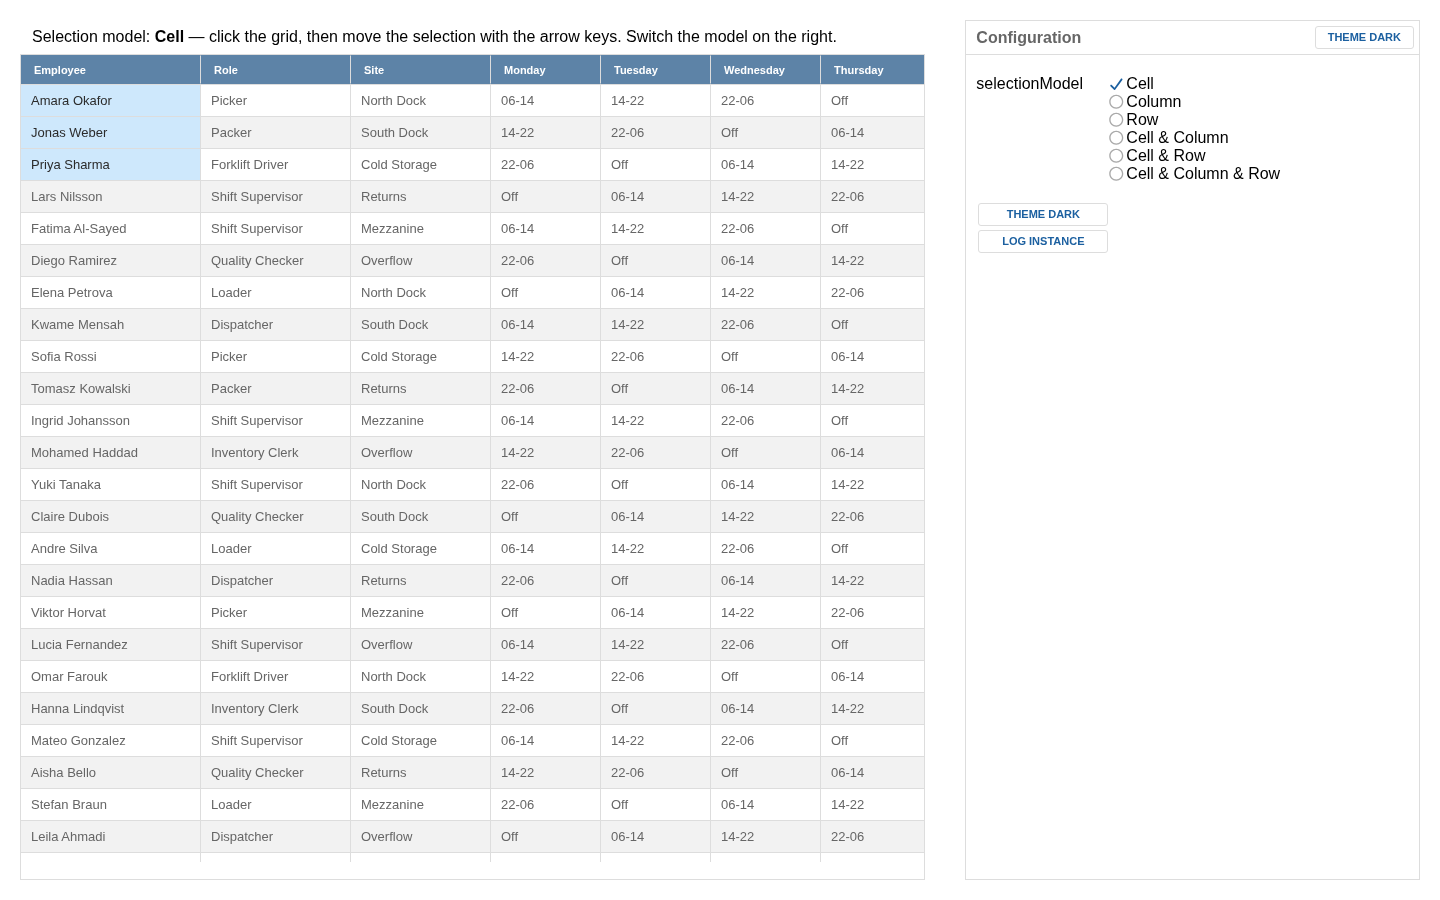 Selection model: Cell — click the grid, then move the selection with the arrow keys. Switch the model on the right.
Employee Role Site Monday Tuesday Wednesday Thursday
Amara Okafor Picker North Dock 06-14 14-22 22-06 Off
Jonas Weber Packer South Dock 14-22 22-06 Off 06-14
Priya Sharma Forklift Driver Cold Storage 22-06 Off 06-14 14-22
Lars Nilsson Shift Supervisor Returns Off 06-14 14-22 22-06
Fatima Al-Sayed Shift Supervisor Mezzanine 06-14 14-22 22-06 Off
Diego Ramirez Quality Checker Overflow 22-06 Off 06-14 14-22
Elena Petrova Loader North Dock Off 06-14 14-22 22-06
Kwame Mensah Dispatcher South Dock 06-14 14-22 22-06 Off
Sofia Rossi Picker Cold Storage 14-22 22-06 Off 06-14
Tomasz Kowalski Packer Returns 22-06 Off 06-14 14-22
Ingrid Johansson Shift Supervisor Mezzanine 06-14 14-22 22-06 Off
Mohamed Haddad Inventory Clerk Overflow 14-22 22-06 Off 06-14
Yuki Tanaka Shift Supervisor North Dock 22-06 Off 06-14 14-22
Claire Dubois Quality Checker South Dock Off 06-14 14-22 22-06
Andre Silva Loader Cold Storage 06-14 14-22 22-06 Off
Nadia Hassan Dispatcher Returns 22-06 Off 06-14 14-22
Viktor Horvat Picker Mezzanine Off 06-14 14-22 22-06
Lucia Fernandez Shift Supervisor Overflow 06-14 14-22 22-06 Off
Omar Farouk Forklift Driver North Dock 14-22 22-06 Off 06-14
Hanna Lindqvist Inventory Clerk South Dock 22-06 Off 06-14 14-22
Mateo Gonzalez Shift Supervisor Cold Storage 06-14 14-22 22-06 Off
Aisha Bello Quality Checker Returns 14-22 22-06 Off 06-14
Stefan Braun Loader Mezzanine 22-06 Off 06-14 14-22
Leila Ahmadi Dispatcher Overflow Off 06-14 14-22 22-06
Configuration THEME DARK
selectionModel Cell
Column
Row
Cell & Column
Cell & Row
Cell & Column & Row
THEME DARK
LOG INSTANCE